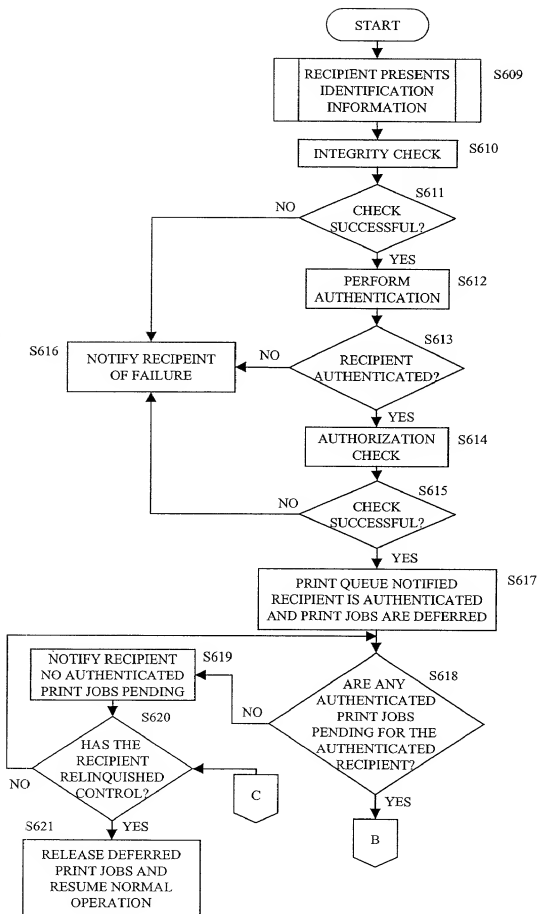 START
RECIPIENT PRESENTS
IDENTIFICATION
INFORMATION
S609
INTEGRITY CHECK
S610
S611
NO
CHECK
SUCCESSFUL?
YES
PERFORM
AUTHENTICATION
S612
S613
S616
NOTIFY RECIPEINT
OF FAILURE
NO
RECIPIENT
AUTHENTICATED?
YES
AUTHORIZATION
CHECK
S614
S615
NO
CHECK
SUCCESSFUL?
YES
PRINT QUEUE NOTIFIED
RECIPIENT IS AUTHENTICATED
AND PRINT JOBS ARE DEFERRED
S617
NOTIFY RECIPIENT
NO AUTHENTICATED
PRINT JOBS PENDING
S619
S618
ARE ANY
AUTHENTICATED
PRINT JOBS
PENDING FOR THE
AUTHENTICATED
RECIPIENT?
NO
S620
HAS THE
RECIPIENT
RELINQUISHED
CONTROL?
NO
C
YES
B
S621
YES
RELEASE DEFERRED
PRINT JOBS AND
RESUME NORMAL
OPERATION